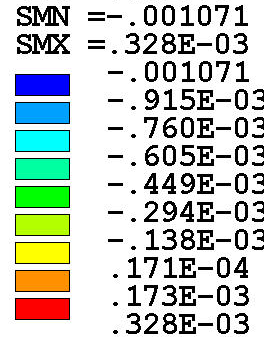 SMN =-.001071
SMX =.328E-03
-.001071
-.915E-03
-.760E-03
-.605E-03
-.449E-03
-.294E-03
-.138E-03
.171E-04
.173E-03
.328E-03